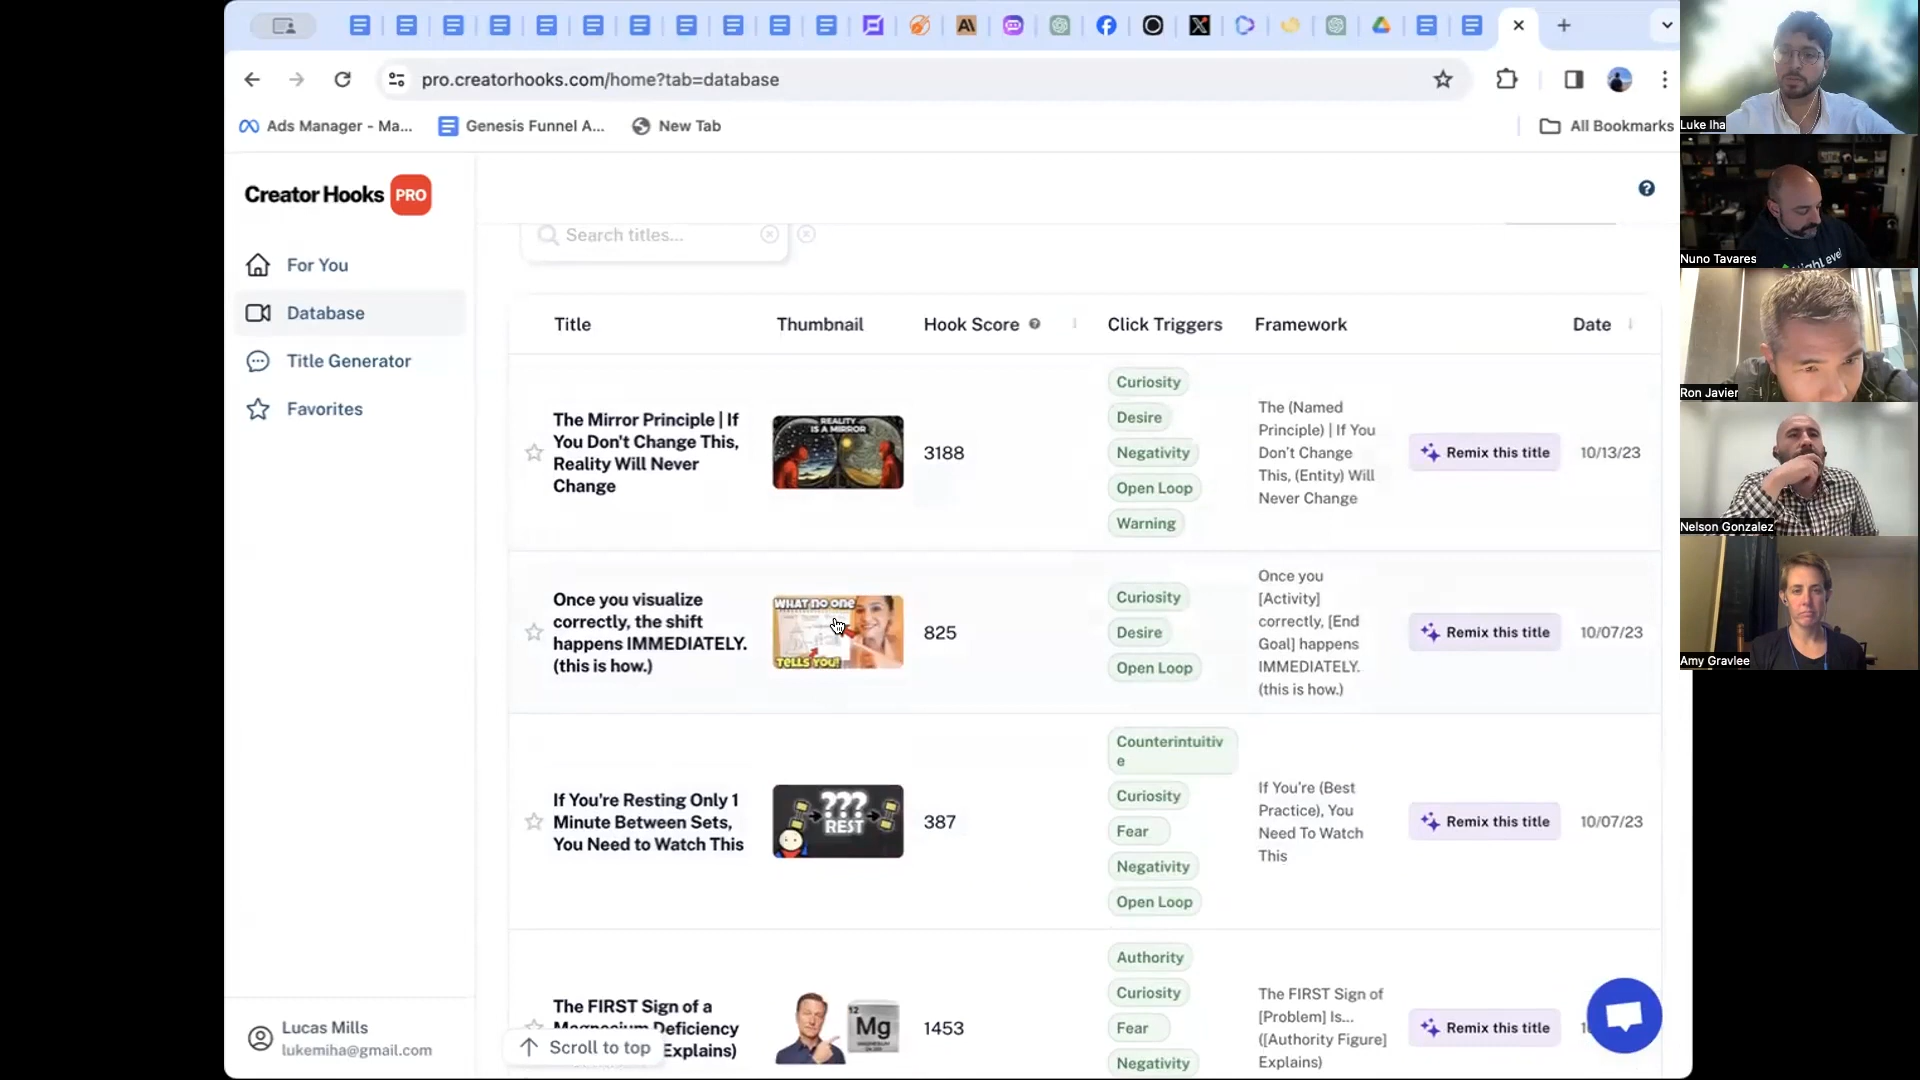 pro.creatorhooks.com/home?tab=database
Ads Manager - Ma...
Genesis Funnel A...
New Tab
All Bookmarks
Creator Hooks PRO
For You
Database
Title Generator
Favorites
Lucas Mills
lukemiha@gmail.com
Search titles...
Title
Thumbnail
Hook Score
Click Triggers
Framework
Date
The Mirror Principle | If
You Don't Change This,
Reality Will Never
Change
REALITY
IS A MIRROR
3188
Curiosity
Desire
Negativity
Open Loop
Warning
The (Named
Principle) | If You
Don't Change
This, (Entity) Will
Never Change
Remix this title
10/13/23
Once you visualize
correctly, the shift
happens IMMEDIATELY.
(this is how.)
WHAT NO ONE
TELLS YOU!
825
Curiosity
Desire
Open Loop
Once you
[Activity]
correctly, [End
Goal] happens
IMMEDIATELY.
(this is how.)
Remix this title
10/07/23
If You're Resting Only 1
Minute Between Sets,
You Need to Watch This
???
REST
387
Counterintuitiv
e
Curiosity
Fear
Negativity
Open Loop
If You're (Best
Practice), You
Need To Watch
This
Remix this title
10/07/23
The FIRST Sign of a
Magnesium Deficiency
Explains)
12
Mg
1453
Authority
Curiosity
Fear
Negativity
The FIRST Sign of
[Problem] Is...
([Authority Figure]
Explains)
Remix this title
Scroll to top
Luke Iha
Nuno Tavares
Ron Javier
Nelson Gonzalez
Amy Gravlee